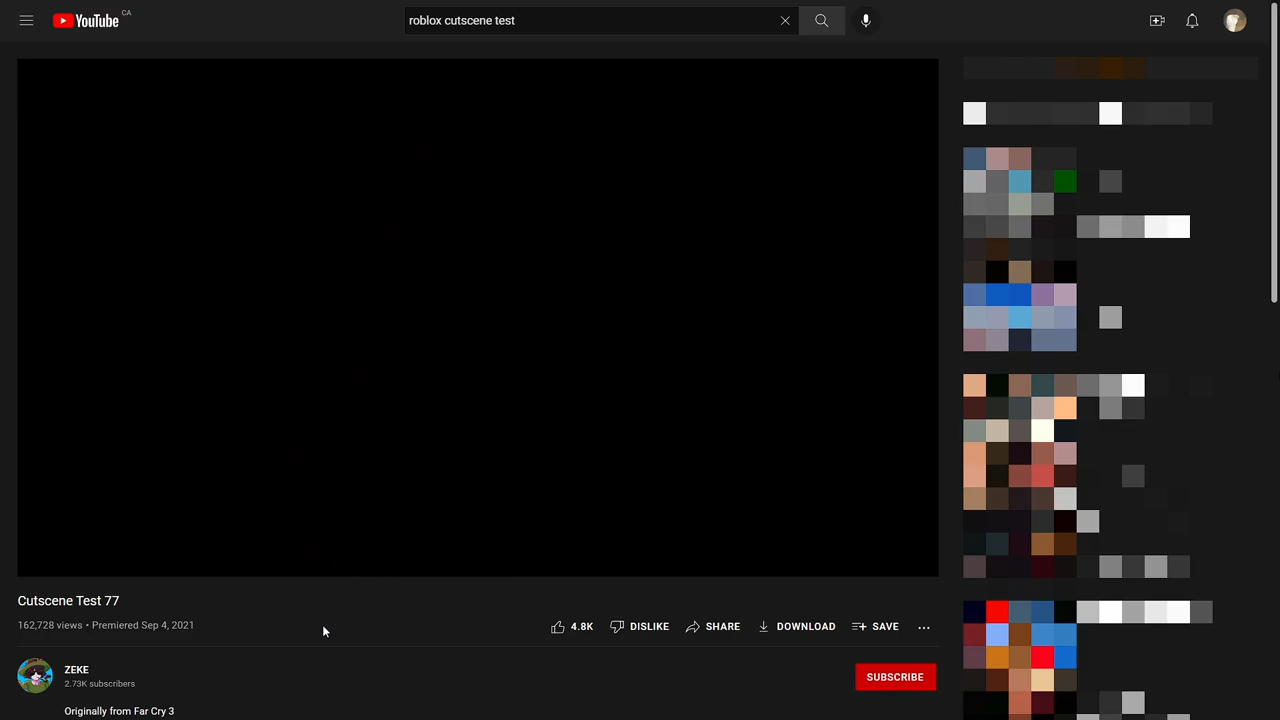 YouTube CA
roblox cutscene test
Cutscene Test 77
162,728 views • Premiered Sep 4, 2021
4.8K DISLIKE SHARE DOWNLOAD SAVE ...
ZEKE
2.73K subscribers
SUBSCRIBE
Originally from Far Cry 3